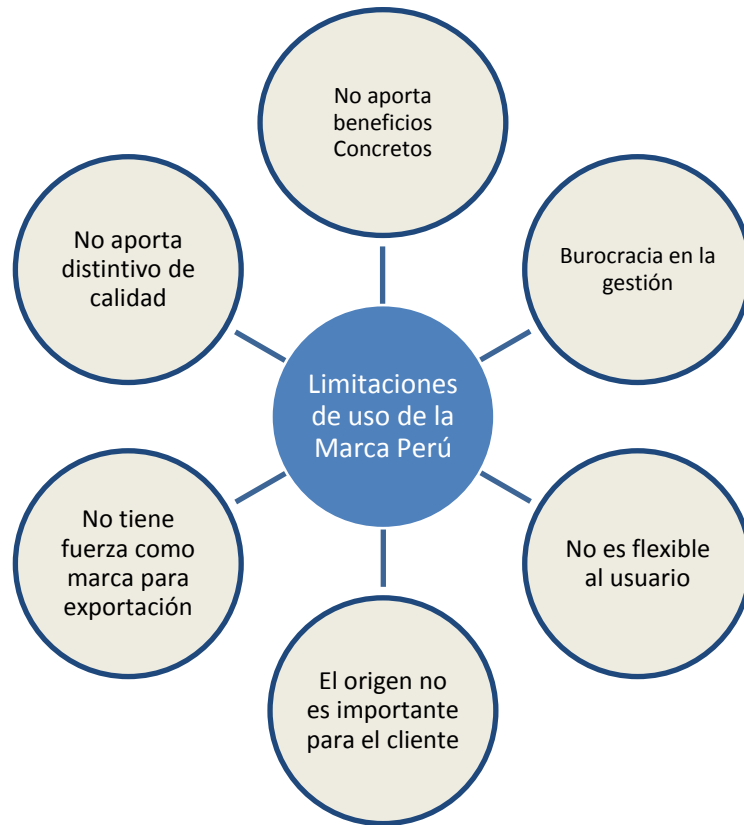 No aporta
beneficios
Concretos
Burocracia en la
gestión
No es flexible
al usuario
El origen no
es importante
para el cliente
No tiene
fuerza como
marca para
exportación
No aporta
distintivo de
calidad
Limitaciones
de uso de la
Marca Perú